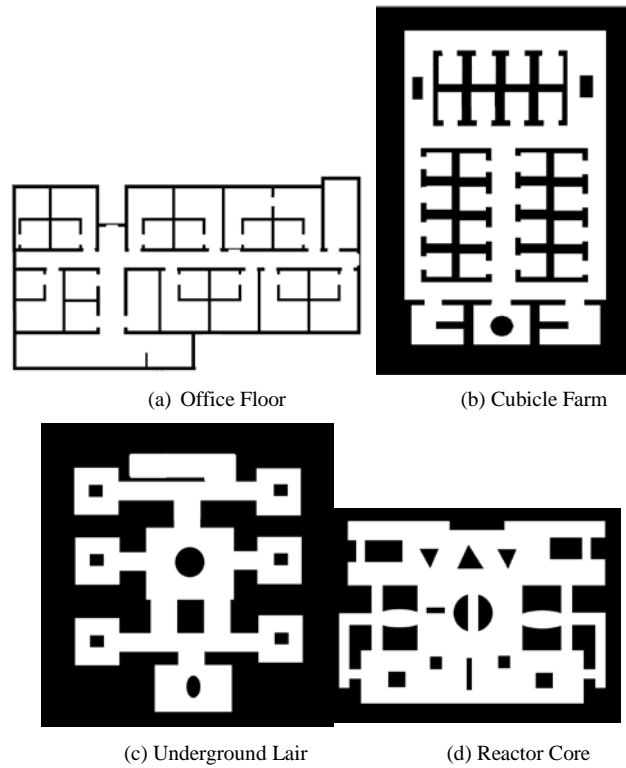 (a) Office Floor
(b) Cubicle Farm
(c) Underground Lair
(d) Reactor Core